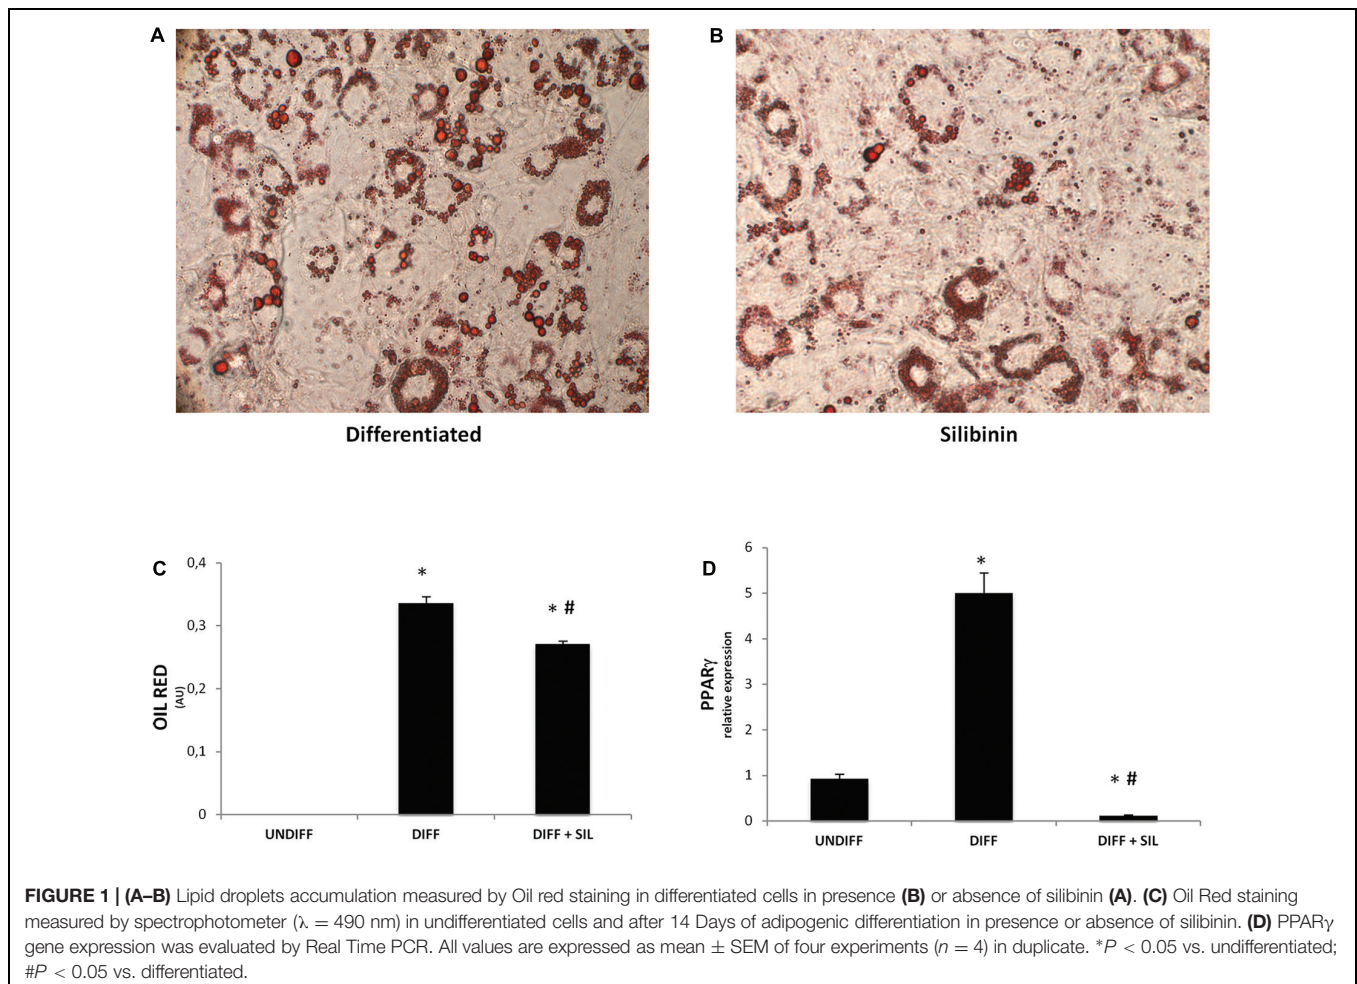 A
B
Differentiated
Silibinin
C
OIL RED
(AU)
0,4
0,3
0,2
0,1
0
*
* #
UNDIFF
DIFF
DIFF + SIL
D
PPARγ
relative expression
6
5
4
3
2
1
0
*
* #
UNDIFF
DIFF
DIFF + SIL
FIGURE 1 | (A–B) Lipid droplets accumulation measured by Oil red staining in differentiated cells in presence (B) or absence of silibinin (A). (C) Oil Red staining
measured by spectrophotometer (λ = 490 nm) in undifferentiated cells and after 14 Days of adipogenic differentiation in presence or absence of silibinin. (D) PPARγ
gene expression was evaluated by Real Time PCR. All values are expressed as mean ± SEM of four experiments (n = 4) in duplicate. *P < 0.05 vs. undifferentiated;
#P < 0.05 vs. differentiated.